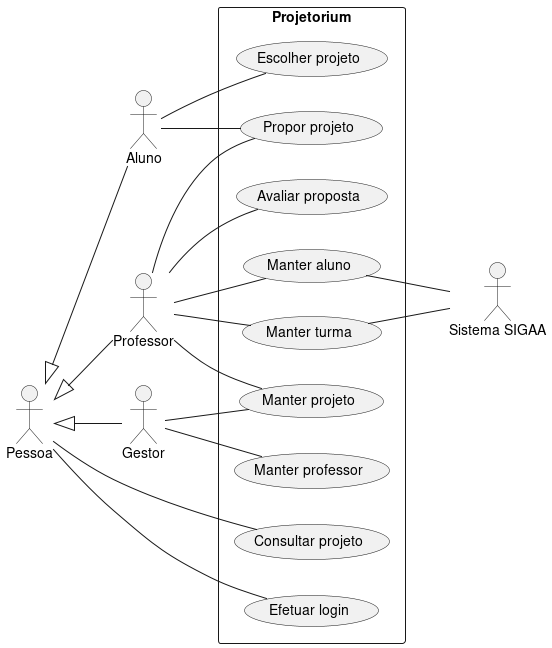 Projetorium
Escolher projeto
Propor projeto
Aluno
Avaliar proposta
Manter aluno
Sistema SIGAA
Manter turma
Professor
Manter projeto
Pessoa
Gestor
Manter professor
Consultar projeto
Efetuar login